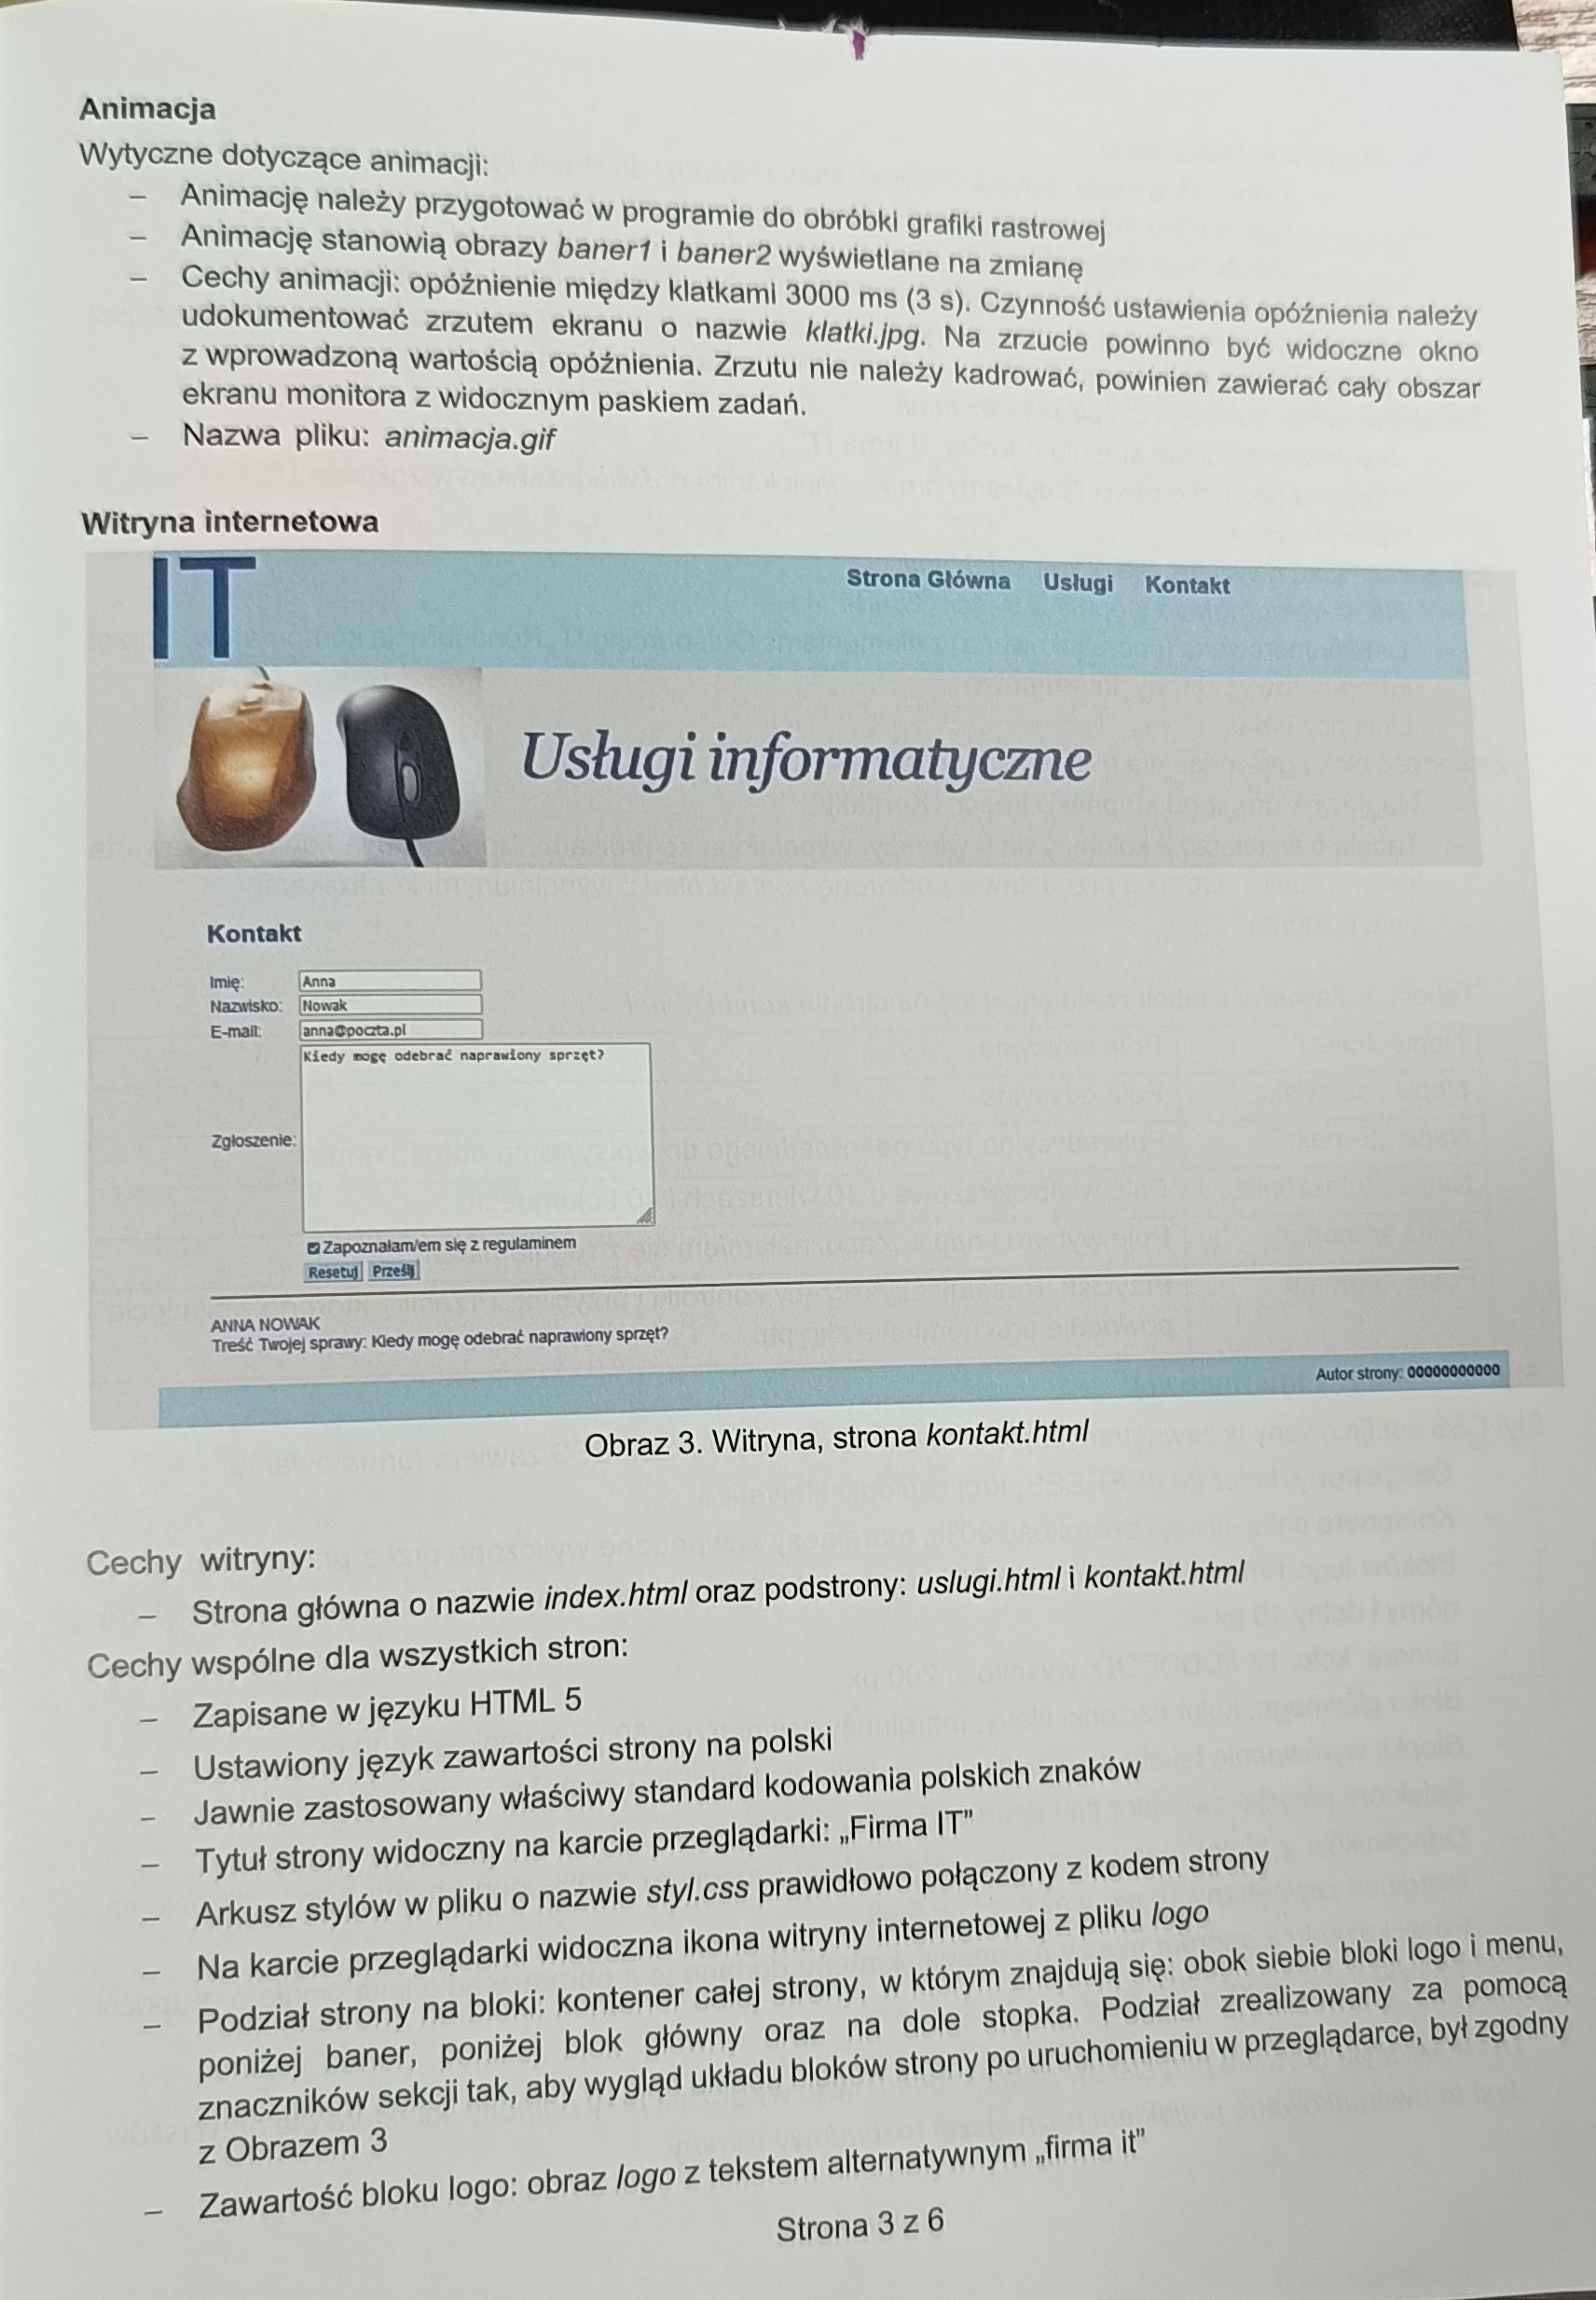 Animacja
Wytyczne dotyczące animacji:
– Animację należy przygotować w programie do obróbki grafiki rastrowej
– Animację stanowią obrazy baner1 i baner2 wyświetlane na zmianę
– Cechy animacji: opóźnienie między klatkami 3000 ms (3 s). Czynność ustawienia opóźnienia należy
udokumentować zrzutem ekranu o nazwie klatki.jpg. Na zrzucie powinno być widoczne okno
z wprowadzoną wartością opóźnienia. Zrzutu nie należy kadrować, powinien zawierać cały obszar
ekranu monitora z widocznym paskiem zadań.
– Nazwa pliku: animacja.gif
Witryna internetowa
IT
Strona Główna Usługi Kontakt
Usługi informatyczne
Kontakt
Imię: Anna
Nazwisko: Nowak
E-mail: anna@poczta.pl
Kiedy mogę odebrać naprawiony sprzęt?
Zgłoszenie:
Zapoznałam/em się z regulaminem
Resetuj Prześlij
ANNA NOWAK
Treść Twojej sprawy: Kiedy mogę odebrać naprawiony sprzęt?
Autor strony: 00000000000
Obraz 3. Witryna, strona kontakt.html
Cechy witryny:
– Strona główna o nazwie index.html oraz podstrony: uslugi.html i kontakt.html
Cechy wspólne dla wszystkich stron:
– Zapisane w języku HTML 5
– Ustawiony język zawartości strony na polski
– Jawnie zastosowany właściwy standard kodowania polskich znaków
– Tytuł strony widoczny na karcie przeglądarki: „Firma IT”
– Arkusz stylów w pliku o nazwie styl.css prawidłowo połączony z kodem strony
– Na karcie przeglądarki widoczna ikona witryny internetowej z pliku logo
– Podział strony na bloki: kontener całej strony, w którym znajdują się: obok siebie bloki logo i menu,
poniżej baner, poniżej blok główny oraz na dole stopka. Podział zrealizowany za pomocą
znaczników sekcji tak, aby wygląd układu bloków strony po uruchomieniu w przeglądarce, był zgodny
z Obrazem 3
– Zawartość bloku logo: obraz logo z tekstem alternatywnym „firma it”
Strona 3 z 6